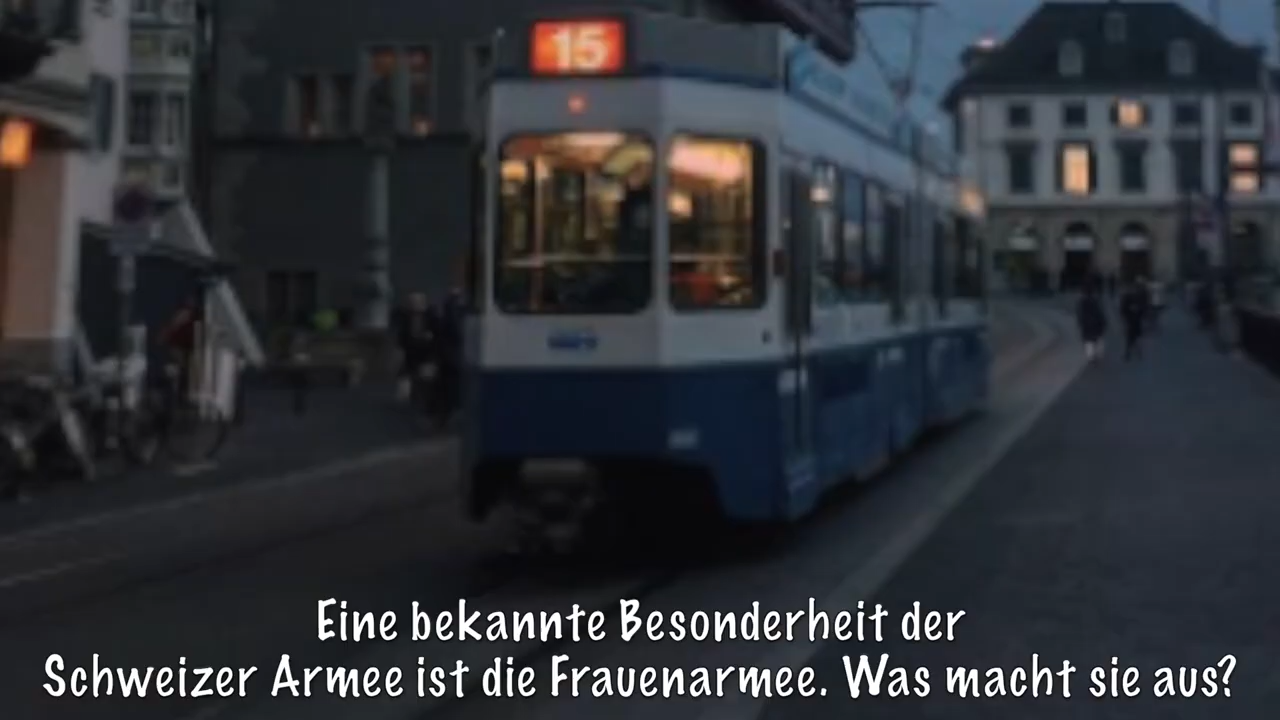 15
Eine bekannte Besonderheit der
Schweizer Armee ist die Frauenarmee. Was macht sie aus?